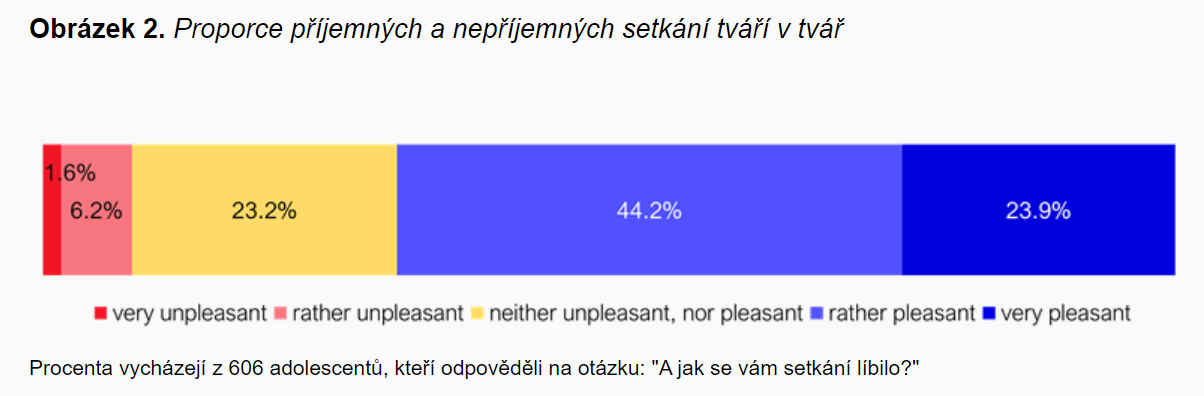 Obrázek 2. Proporce příjemných a nepříjemných setkání tváří v tvář
1.6%
6.2% 23.2% 44.2% 23.9%
very unpleasant rather unpleasant neither unpleasant, nor pleasant rather pleasant very pleasant
Procenta vycházejí z 606 adolescentů, kteří odpověděli na otázku: "A jak se vám setkání líbilo?"